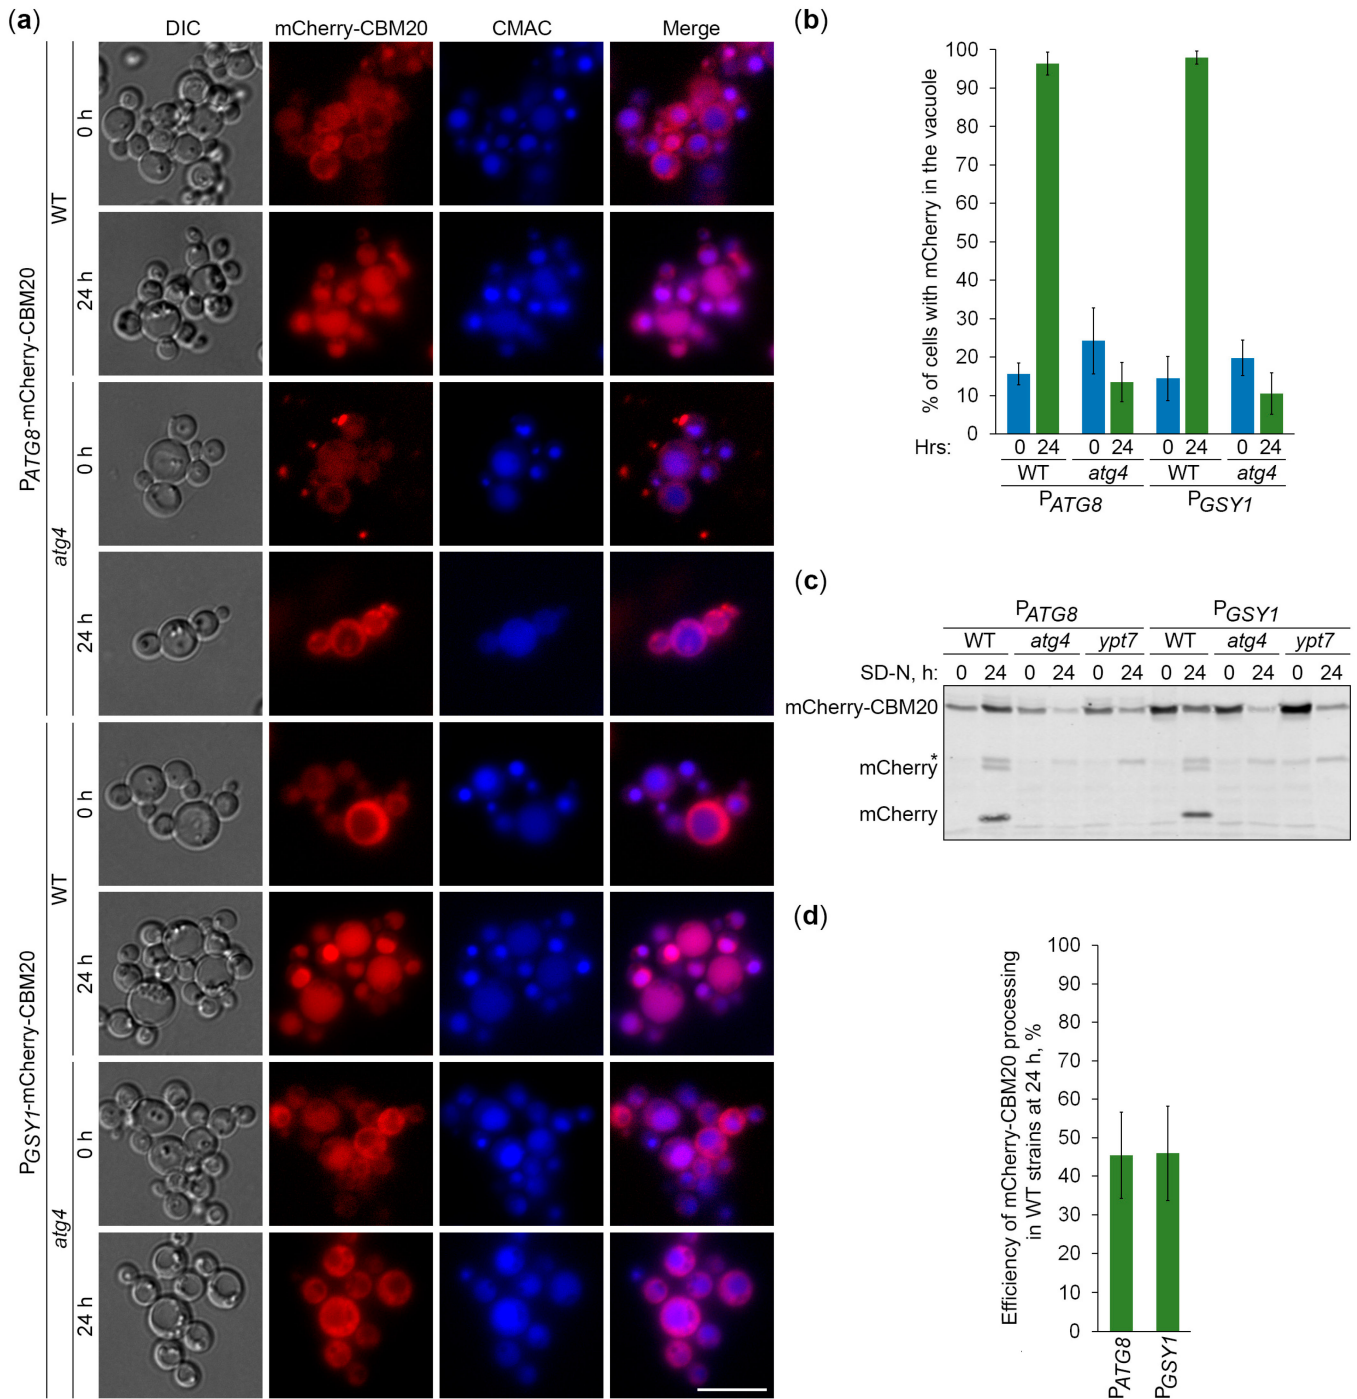 (a)
DIC mCherry-CBM20 CMAC Merge
PATG8-mCherry-CBM20
WT
0 h
24 h
atg4
0 h
24 h
PGSY1-mCherry-CBM20
WT
0 h
24 h
atg4
0 h
24 h
(b)
% of cells with mCherry in the vacuole
100
90
80
70
60
50
40
30
20
10
0
Hrs: 0 24 0 24 0 24 0 24
WT atg4 WT atg4
PATG8 PGSY1
(c)
PATG8 PGSY1
WT atg4 ypt7 WT atg4 ypt7
SD-N, h: 0 24 0 24 0 24 0 24 0 24 0 24
mCherry-CBM20
*
mCherry
mCherry
(d)
Efficiency of mCherry-CBM20 processing
in WT strains at 24 h, %
100
90
80
70
60
50
40
30
20
10
0
PATG8 PGSY1